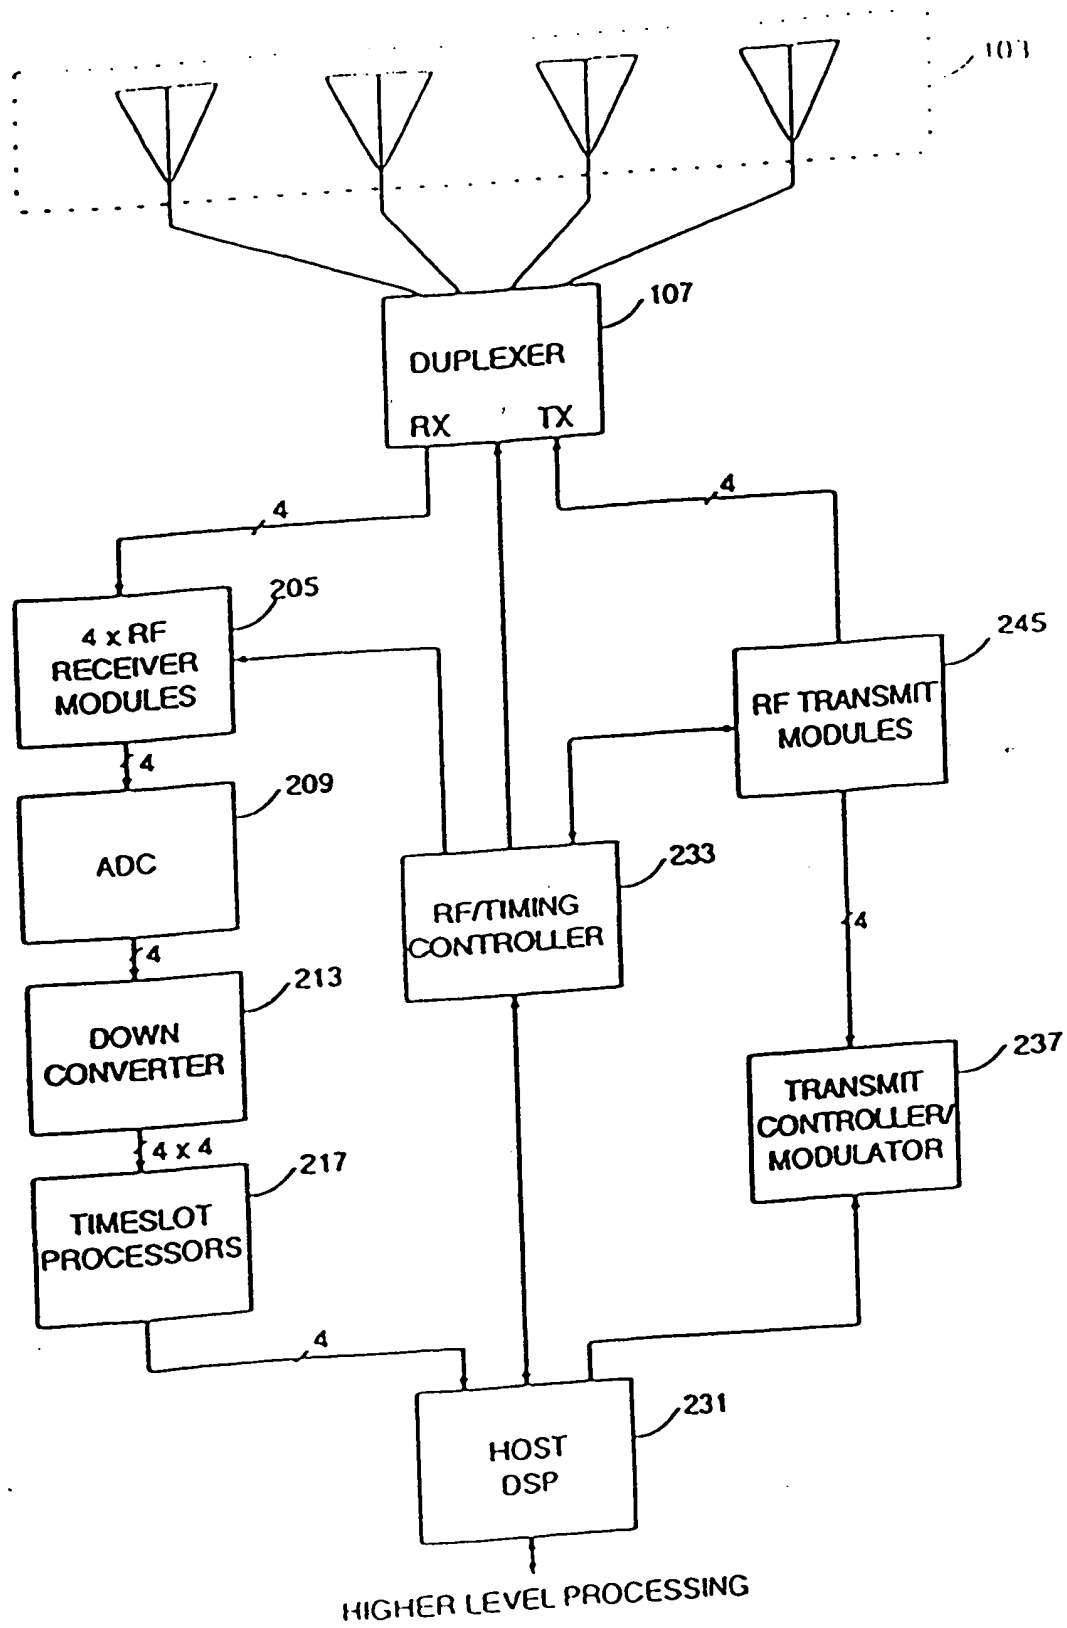 103
107
DUPLEXER
RX TX
4
4
205
4 x RF
RECEIVER
MODULES
245
RF TRANSMIT
MODULES
4
209
ADC
233
RF/TIMING
CONTROLLER
4
4
213
DOWN
CONVERTER
237
TRANSMIT
CONTROLLER/
MODULATOR
4 x 4
217
TIMESLOT
PROCESSORS
4
231
HOST
DSP
HIGHER LEVEL PROCESSING